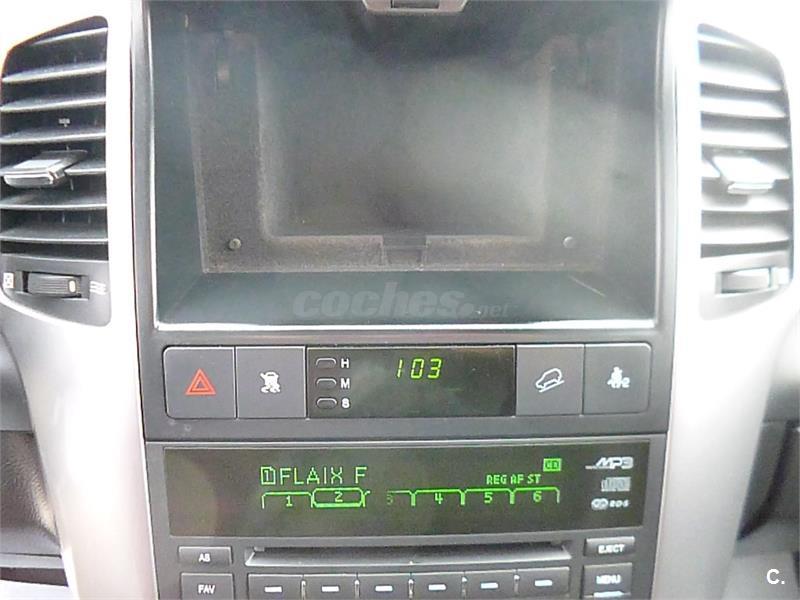 coches.net
H
M
S
103
MP3
1 FLAIX F
REG AF ST
1 2 3 4 5 6
RDS
AS
EJECT
FAV
MENU
C.